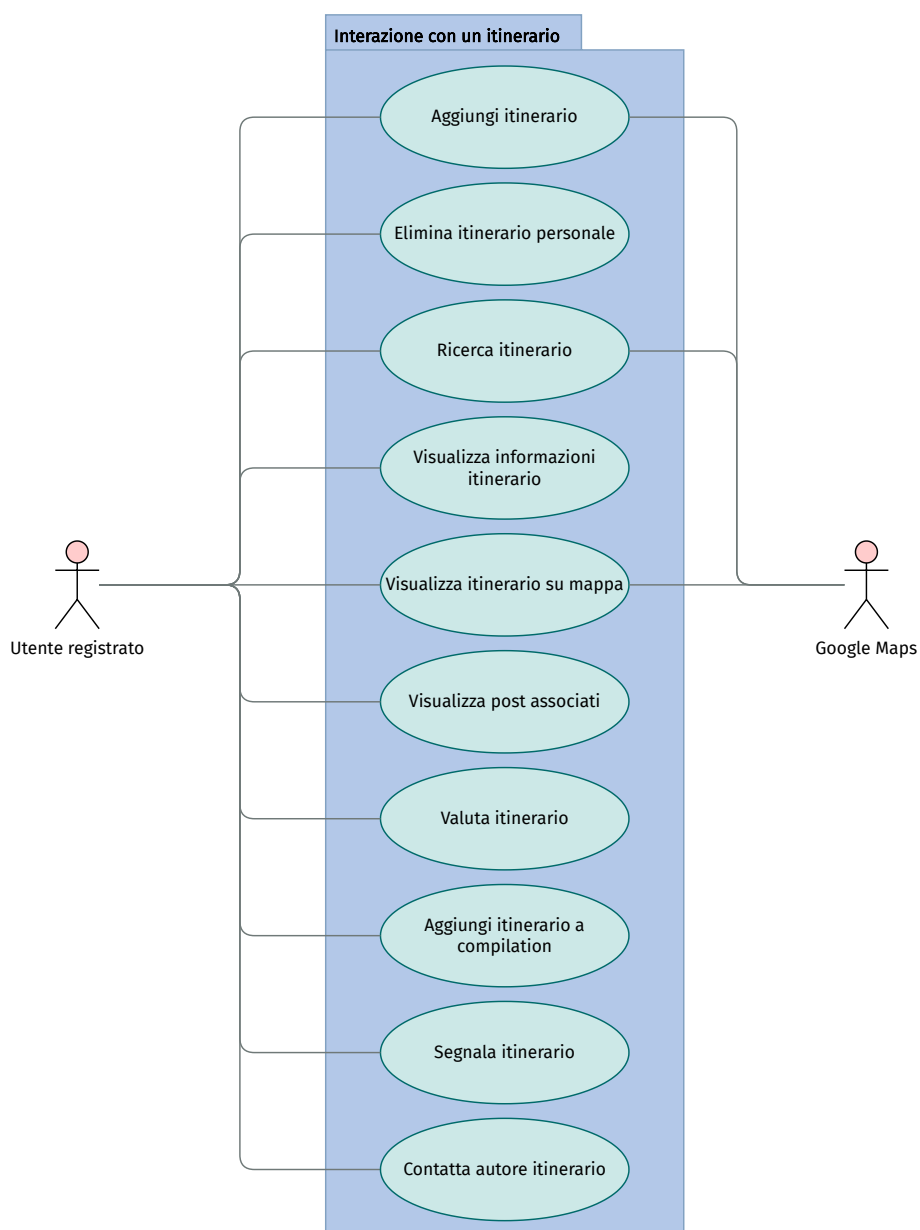 Interazione con un itinerario
Aggiungi itinerario
Elimina itinerario personale
Ricerca itinerario
Visualizza informazioni
itinerario
Visualizza itinerario su mappa
Utente registrato
Google Maps
Visualizza post associati
Valuta itinerario
Aggiungi itinerario a
compilation
Segnala itinerario
Contatta autore itinerario